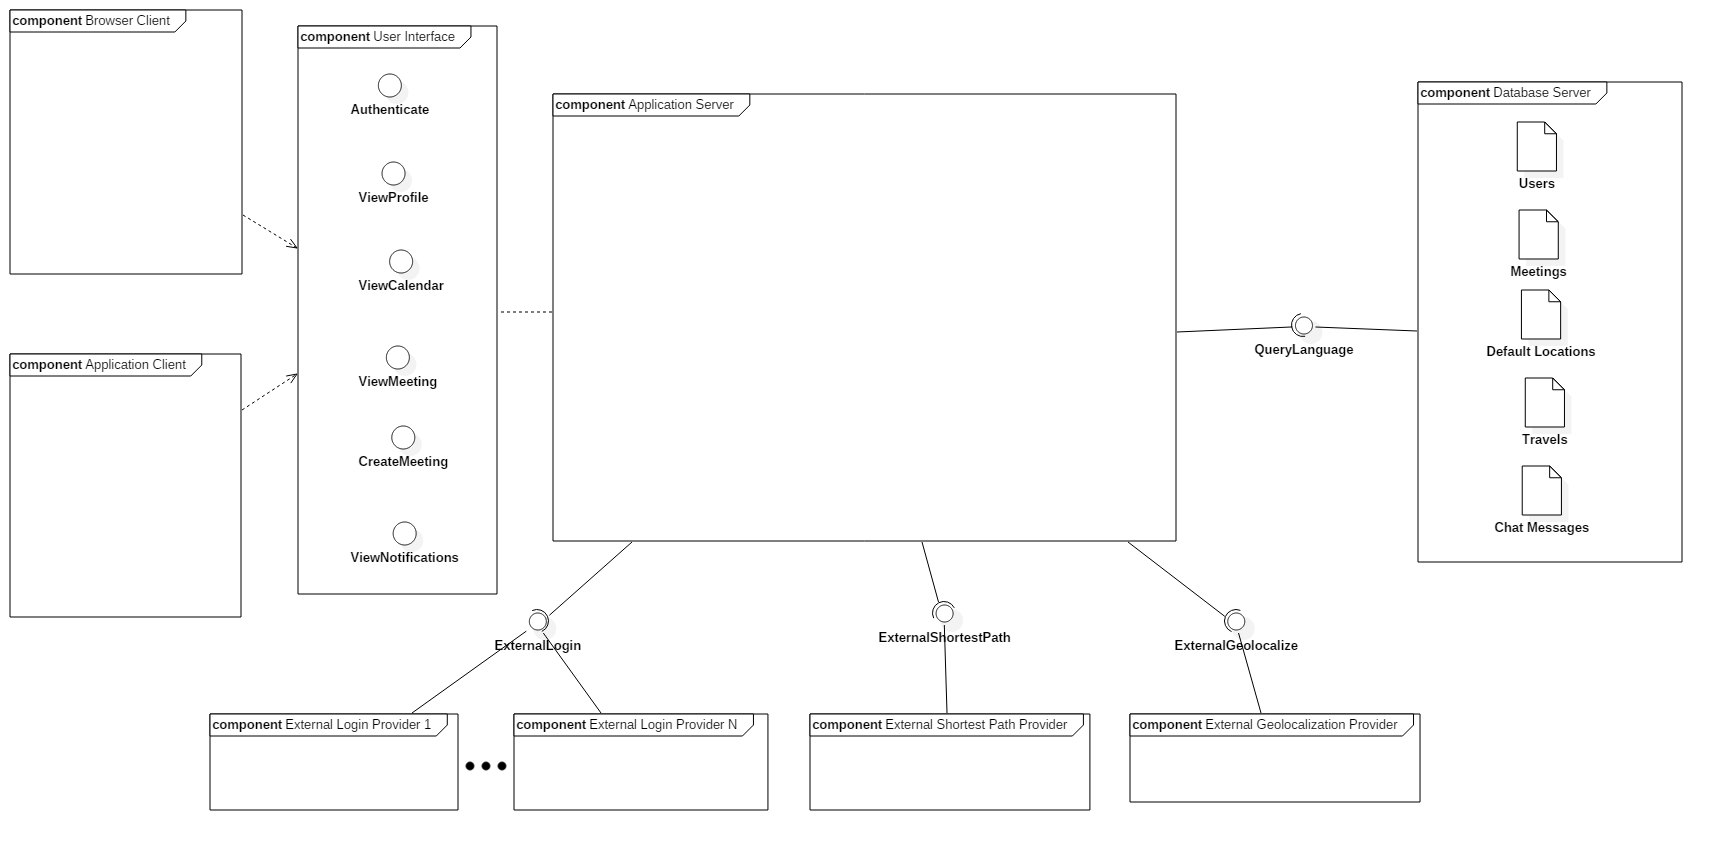 component Browser Client
component User Interface
Authenticate
ViewProfile
ViewCalendar
ViewMeeting
CreateMeeting
ViewNotifications
component Application Client
component Application Server
QueryLanguage
component Database Server
Users
Meetings
Default Locations
Travels
Chat Messages
ExternalLogin
ExternalShortestPath
ExternalGeolocalize
component External Login Provider 1
component External Login Provider N
component External Shortest Path Provider
component External Geolocalization Provider